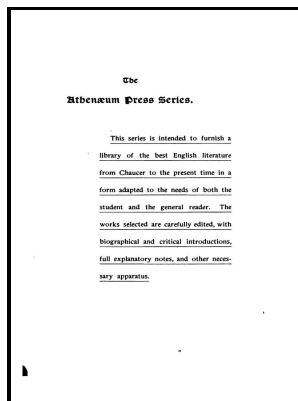 The
Athenæum Press Series.
This series is intended to furnish a
library of the best English literature
from Chaucer to the present time in a
form adapted to the needs of both the
student and the general reader. The
works selected are carefully edited, with
biographical and critical introductions,
full explanatory notes, and other neces-
sary apparatus.